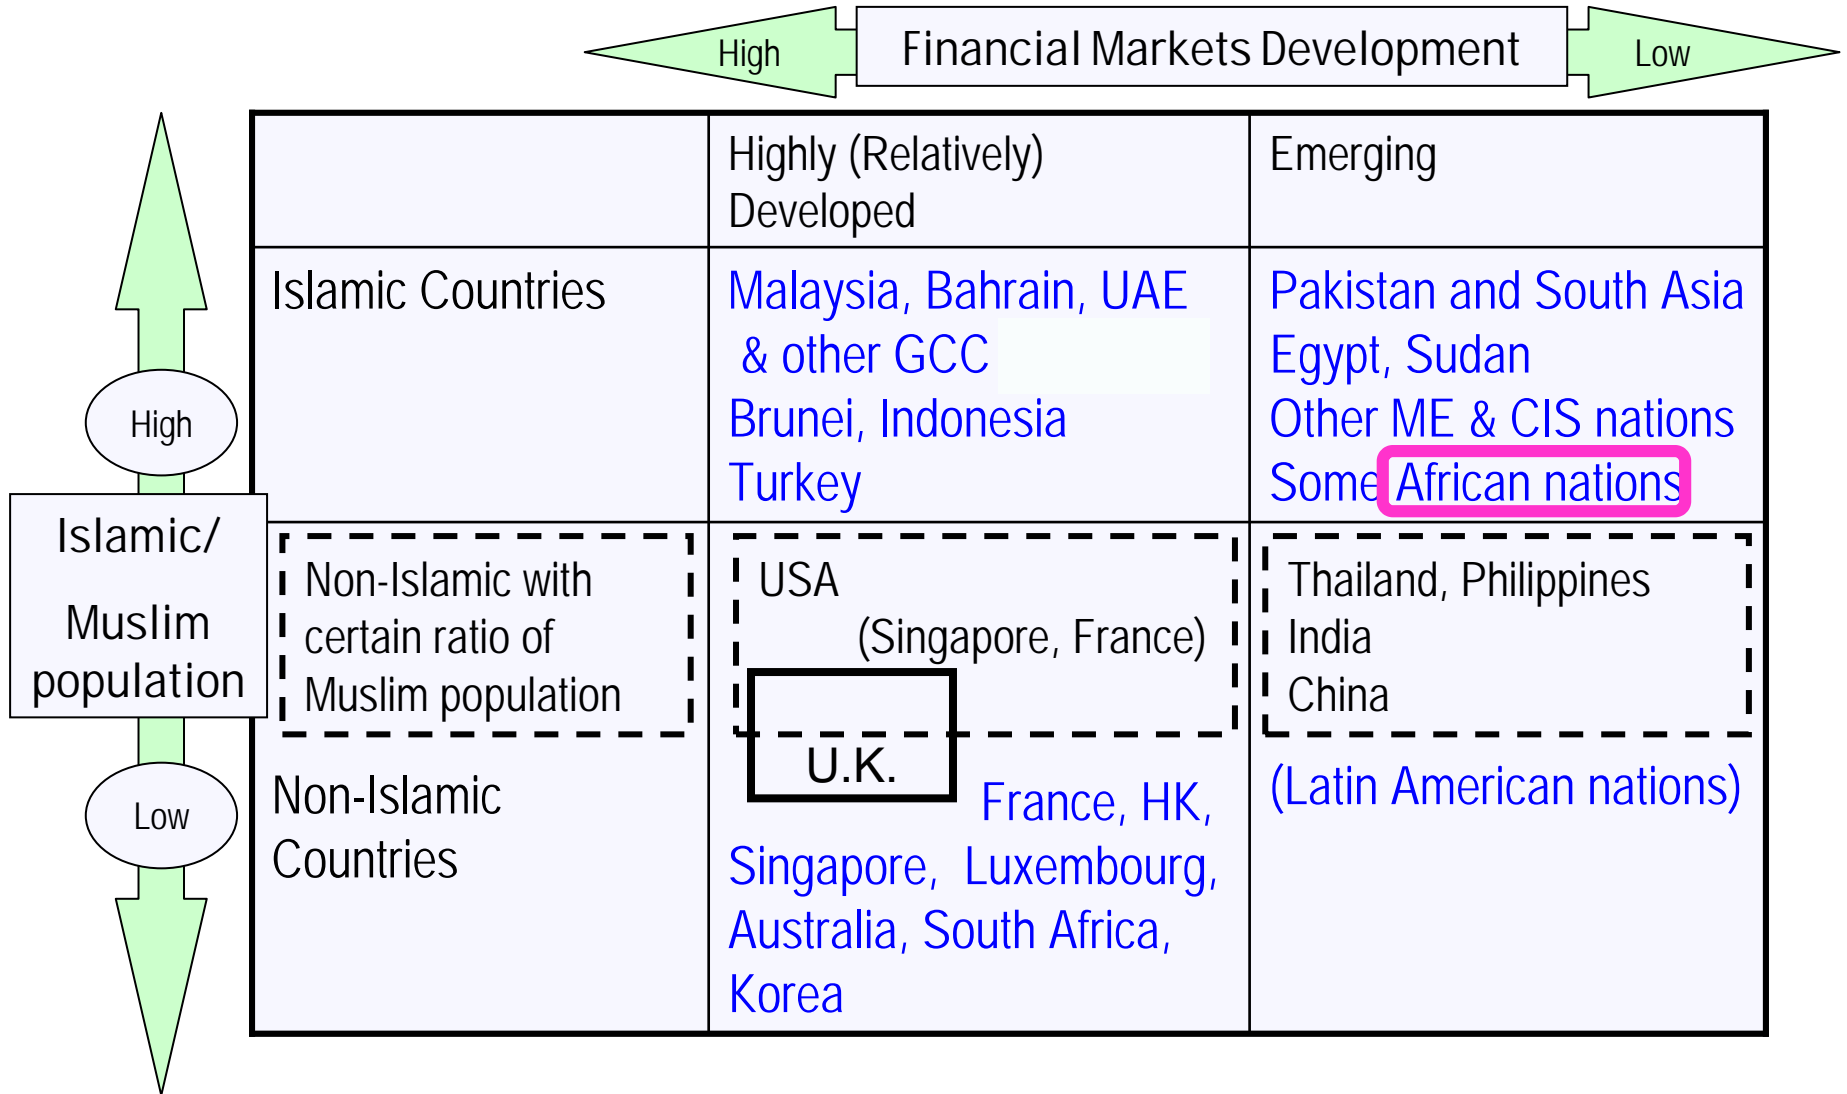 High
Financial Markets Development
Low
Highly (Relatively)
Developed
Emerging
Islamic Countries
Malaysia, Bahrain, UAE
& other GCC
Brunei, Indonesia
Turkey
Pakistan and South Asia
Egypt, Sudan
Other ME & CIS nations
Some African nations
High
Islamic/
Muslim
population
Low
Non-Islamic with
certain ratio of
Muslim population
Non-Islamic
Countries
USA
(Singapore, France)
U.K.
France, HK,
Singapore, Luxembourg,
Australia, South Africa,
Korea
Thailand, Philippines
India
China
(Latin American nations)